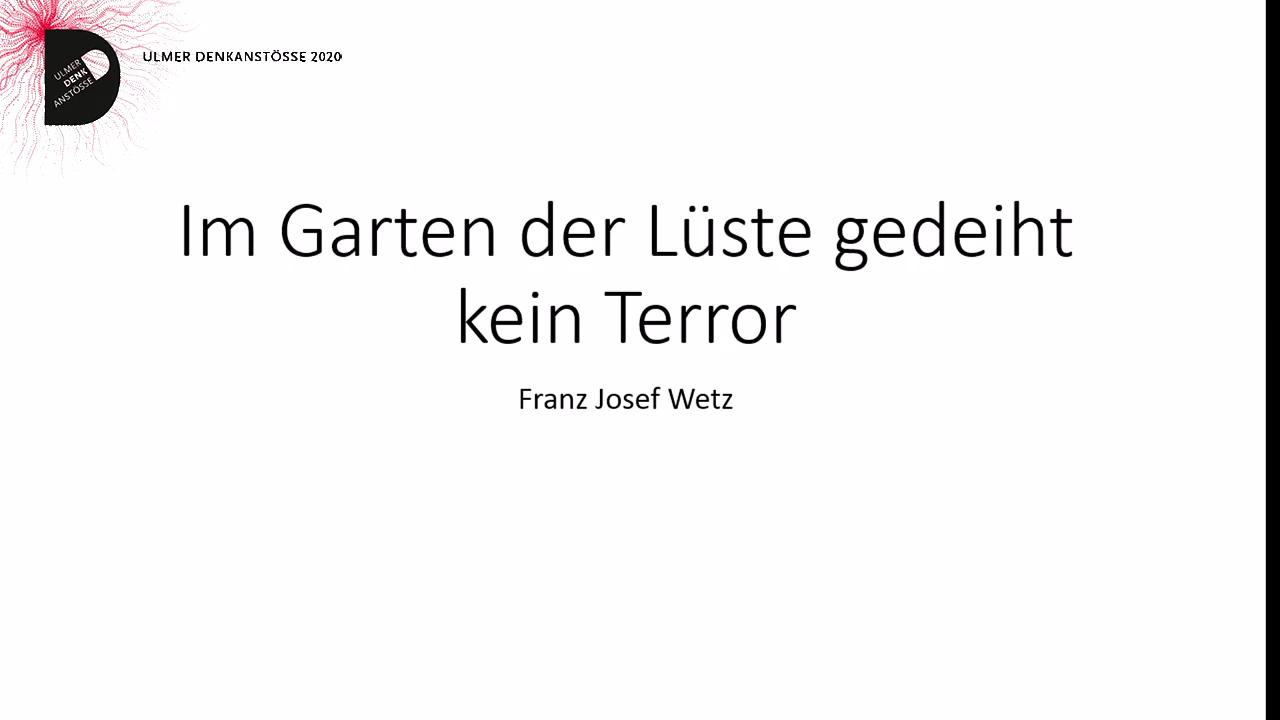 ULMER
DENK
ANSTÖSSE
ULMER DENKANSTÖSSE 2020
Im Garten der Lüste gedeiht
kein Terror
Franz Josef Wetz